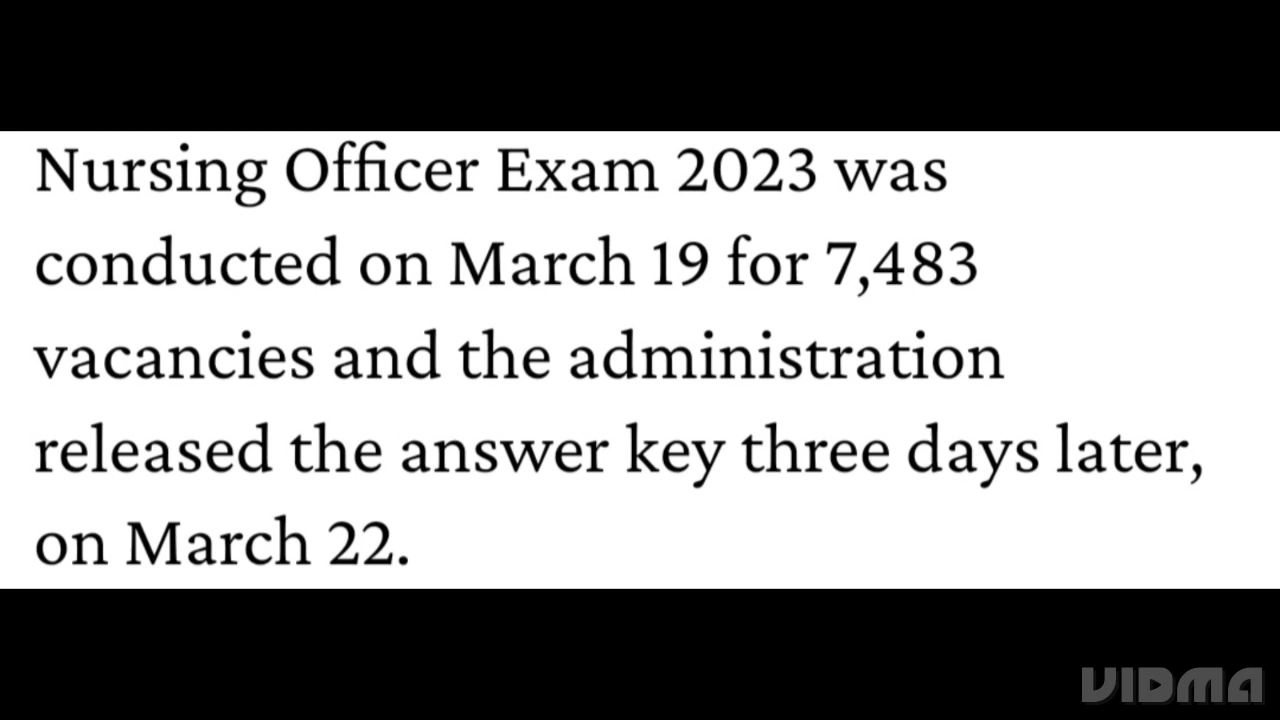 Nursing Officer Exam 2023 was
conducted on March 19 for 7,483
vacancies and the administration
released the answer key three days later,
on March 22.
VIDMA